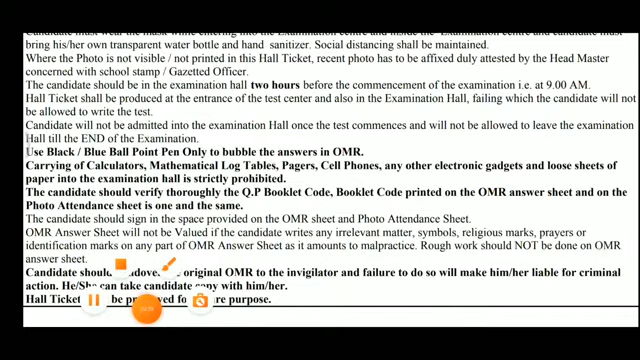 Candidate must wear the mask while entering into the Examination centre and inside the Examination centre and candidate must
bring his/her own transparent water bottle and hand sanitizer. Social distancing shall be maintained.
Where the Photo is not visible / not printed in this Hall Ticket, recent photo has to be affixed duly attested by the Head Master
concerned with school stamp / Gazetted Officer.
The candidate should be in the examination hall two hours before the commencement of the examination i.e. at 9.00 AM.
Hall Ticket shall be produced at the entrance of the test center and also in the Examination Hall, failing which the candidate will not
be allowed to write the test.
Candidate will not be admitted into the examination Hall once the test commences and will not be allowed to leave the examination
Hall till the END of the Examination.
Use Black / Blue Ball Point Pen Only to bubble the answers in OMR.
Carrying of Calculators, Mathematical Log Tables, Pagers, Cell Phones, any other electronic gadgets and loose sheets of
paper into the examination hall is strictly prohibited.
The candidate should verify thoroughly the Q.P Booklet Code, Booklet Code printed on the OMR answer sheet and on the
Photo Attendance sheet is one and the same.
The candidate should sign in the space provided on the OMR sheet and Photo Attendance Sheet.
OMR Answer Sheet will not be Valued if the candidate writes any irrelevant matter, symbols, religious marks, prayers or
identification marks on any part of OMR Answer Sheet as it amounts to malpractice. Rough work should NOT be done on OMR
answer sheet.
Candidate should original OMR to the invigilator and failure to do so will make him/her liable for criminal
action. He/She can take candidate copy with him/her.
Hall Ticket be purpose.